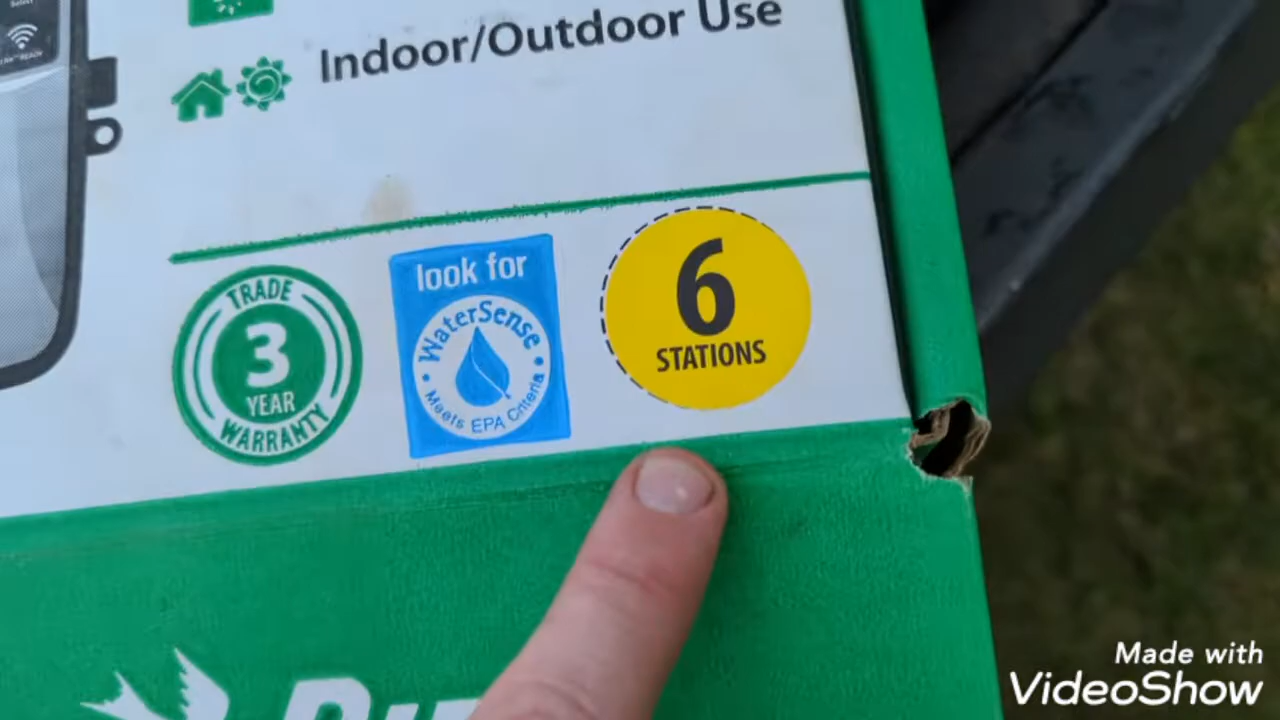 Indoor/Outdoor Use
TRADE
3
YEAR
WARRANTY
look for
WaterSense
Meets EPA Criteria
6
STATIONS
Made with
VideoShow